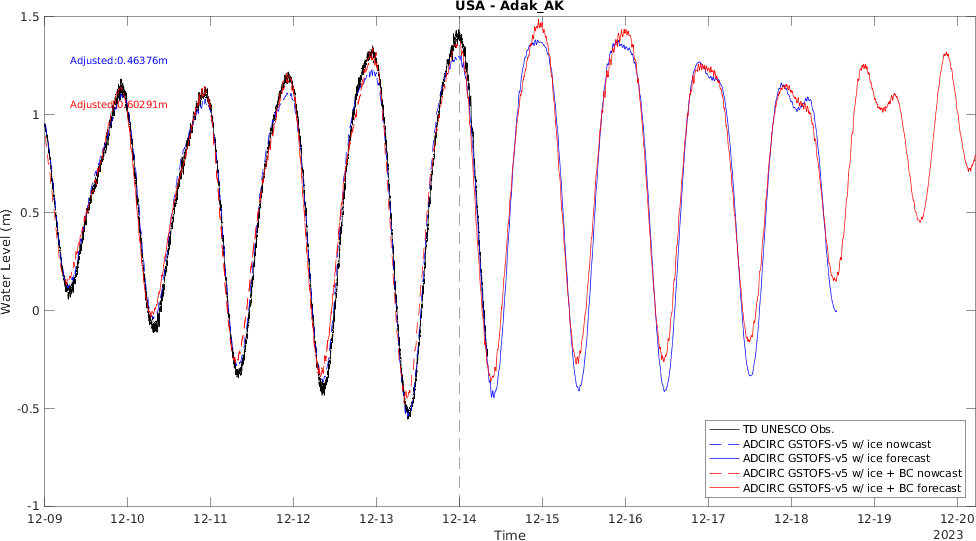 USA - Adak_AK
1.5
1
0.5
0
-0.5
-1
Water Level (m)
Adjusted:0.46376m
Adjusted:0.60291m
TD UNESCO Obs.
ADCIRC GSTOFS-v5 w/ ice nowcast
ADCIRC GSTOFS-v5 w/ ice forecast
ADCIRC GSTOFS-v5 w/ ice + BC nowcast
ADCIRC GSTOFS-v5 w/ ice + BC forecast
12-09 12-10 12-11 12-12 12-13 12-14 12-15 12-16 12-17 12-18 12-19 12-20
Time
2023